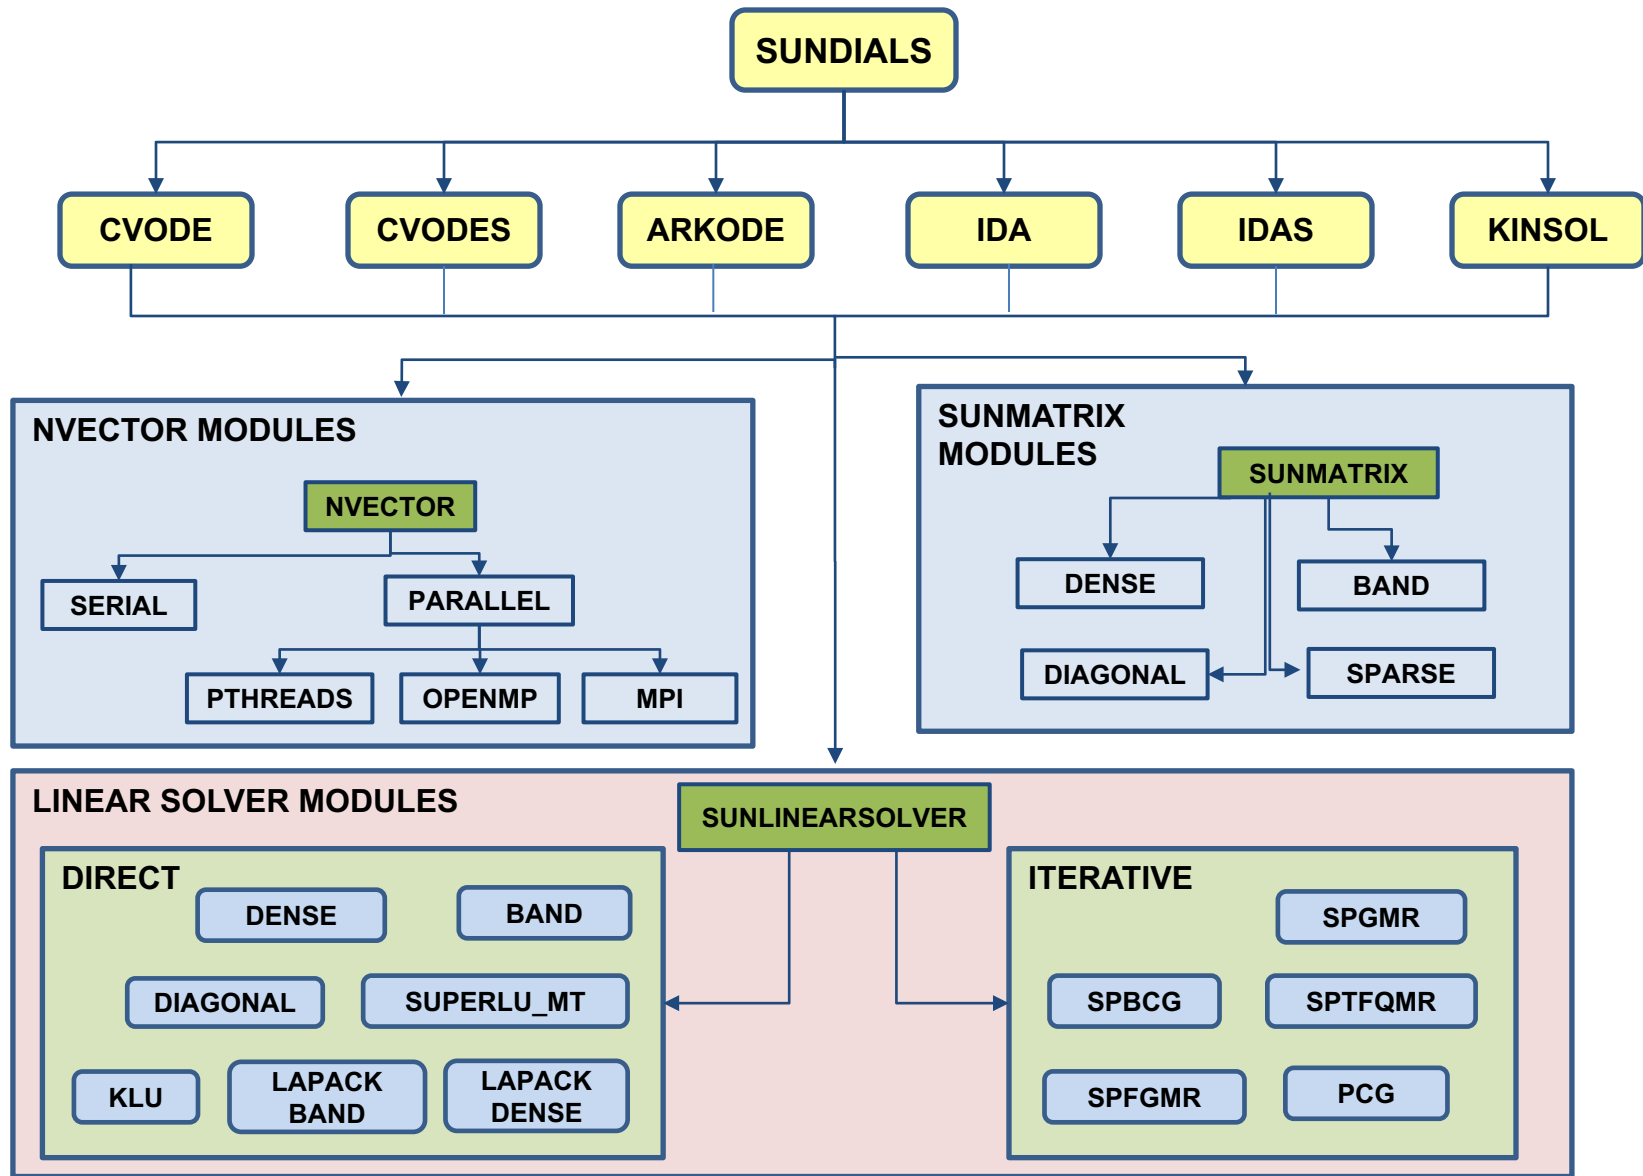 SUNDIALS
CVODE
CVODES
ARKODE
IDA
IDAS
KINSOL
NVECTOR MODULES
NVECTOR
SERIAL
PARALLEL
PTHREADS
OPENMP
MPI
SUNMATRIX
MODULES
SUNMATRIX
DENSE
BAND
DIAGONAL
SPARSE
LINEAR SOLVER MODULES
SUNLINEARSOLVER
DIRECT
DENSE
BAND
DIAGONAL
SUPERLU_MT
KLU
LAPACK
BAND
LAPACK
DENSE
ITERATIVE
SPGMR
SPBCG
SPTFQMR
SPFGMR
PCG